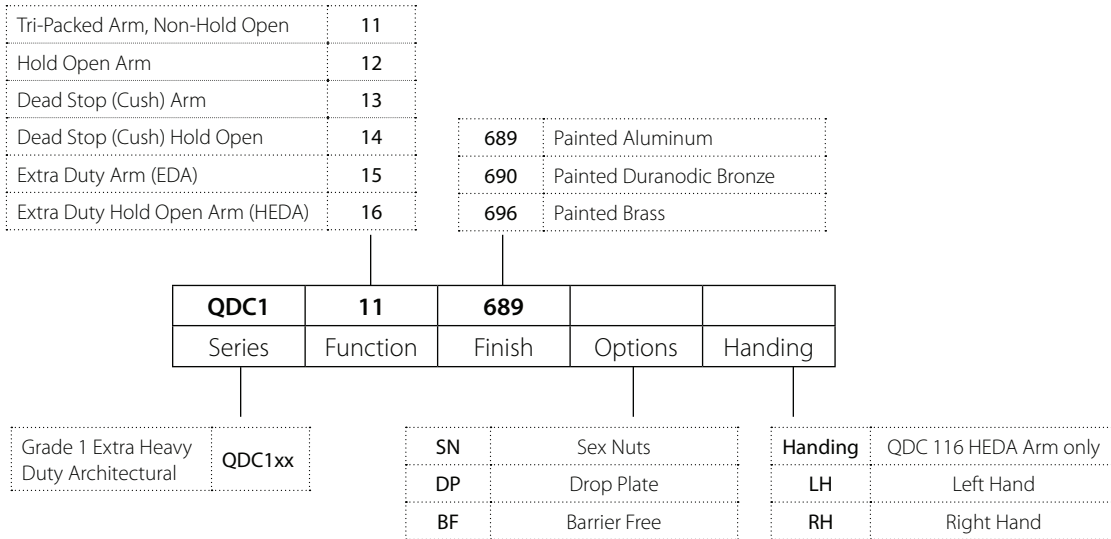 Tri-Packed Arm, Non-Hold Open 11
Hold Open Arm 12
Dead Stop (Cush) Arm 13
Dead Stop (Cush) Hold Open 14
Extra Duty Arm (EDA) 15
Extra Duty Hold Open Arm (HEDA) 16
689 Painted Aluminum
690 Painted Duranodic Bronze
696 Painted Brass
QDC1 11 689
Series Function Finish Options Handing
Grade 1 Extra Heavy
Duty Architectural
QDC1xx
SN Sex Nuts
DP Drop Plate
BF Barrier Free
Handing QDC 116 HEDA Arm only
LH Left Hand
RH Right Hand